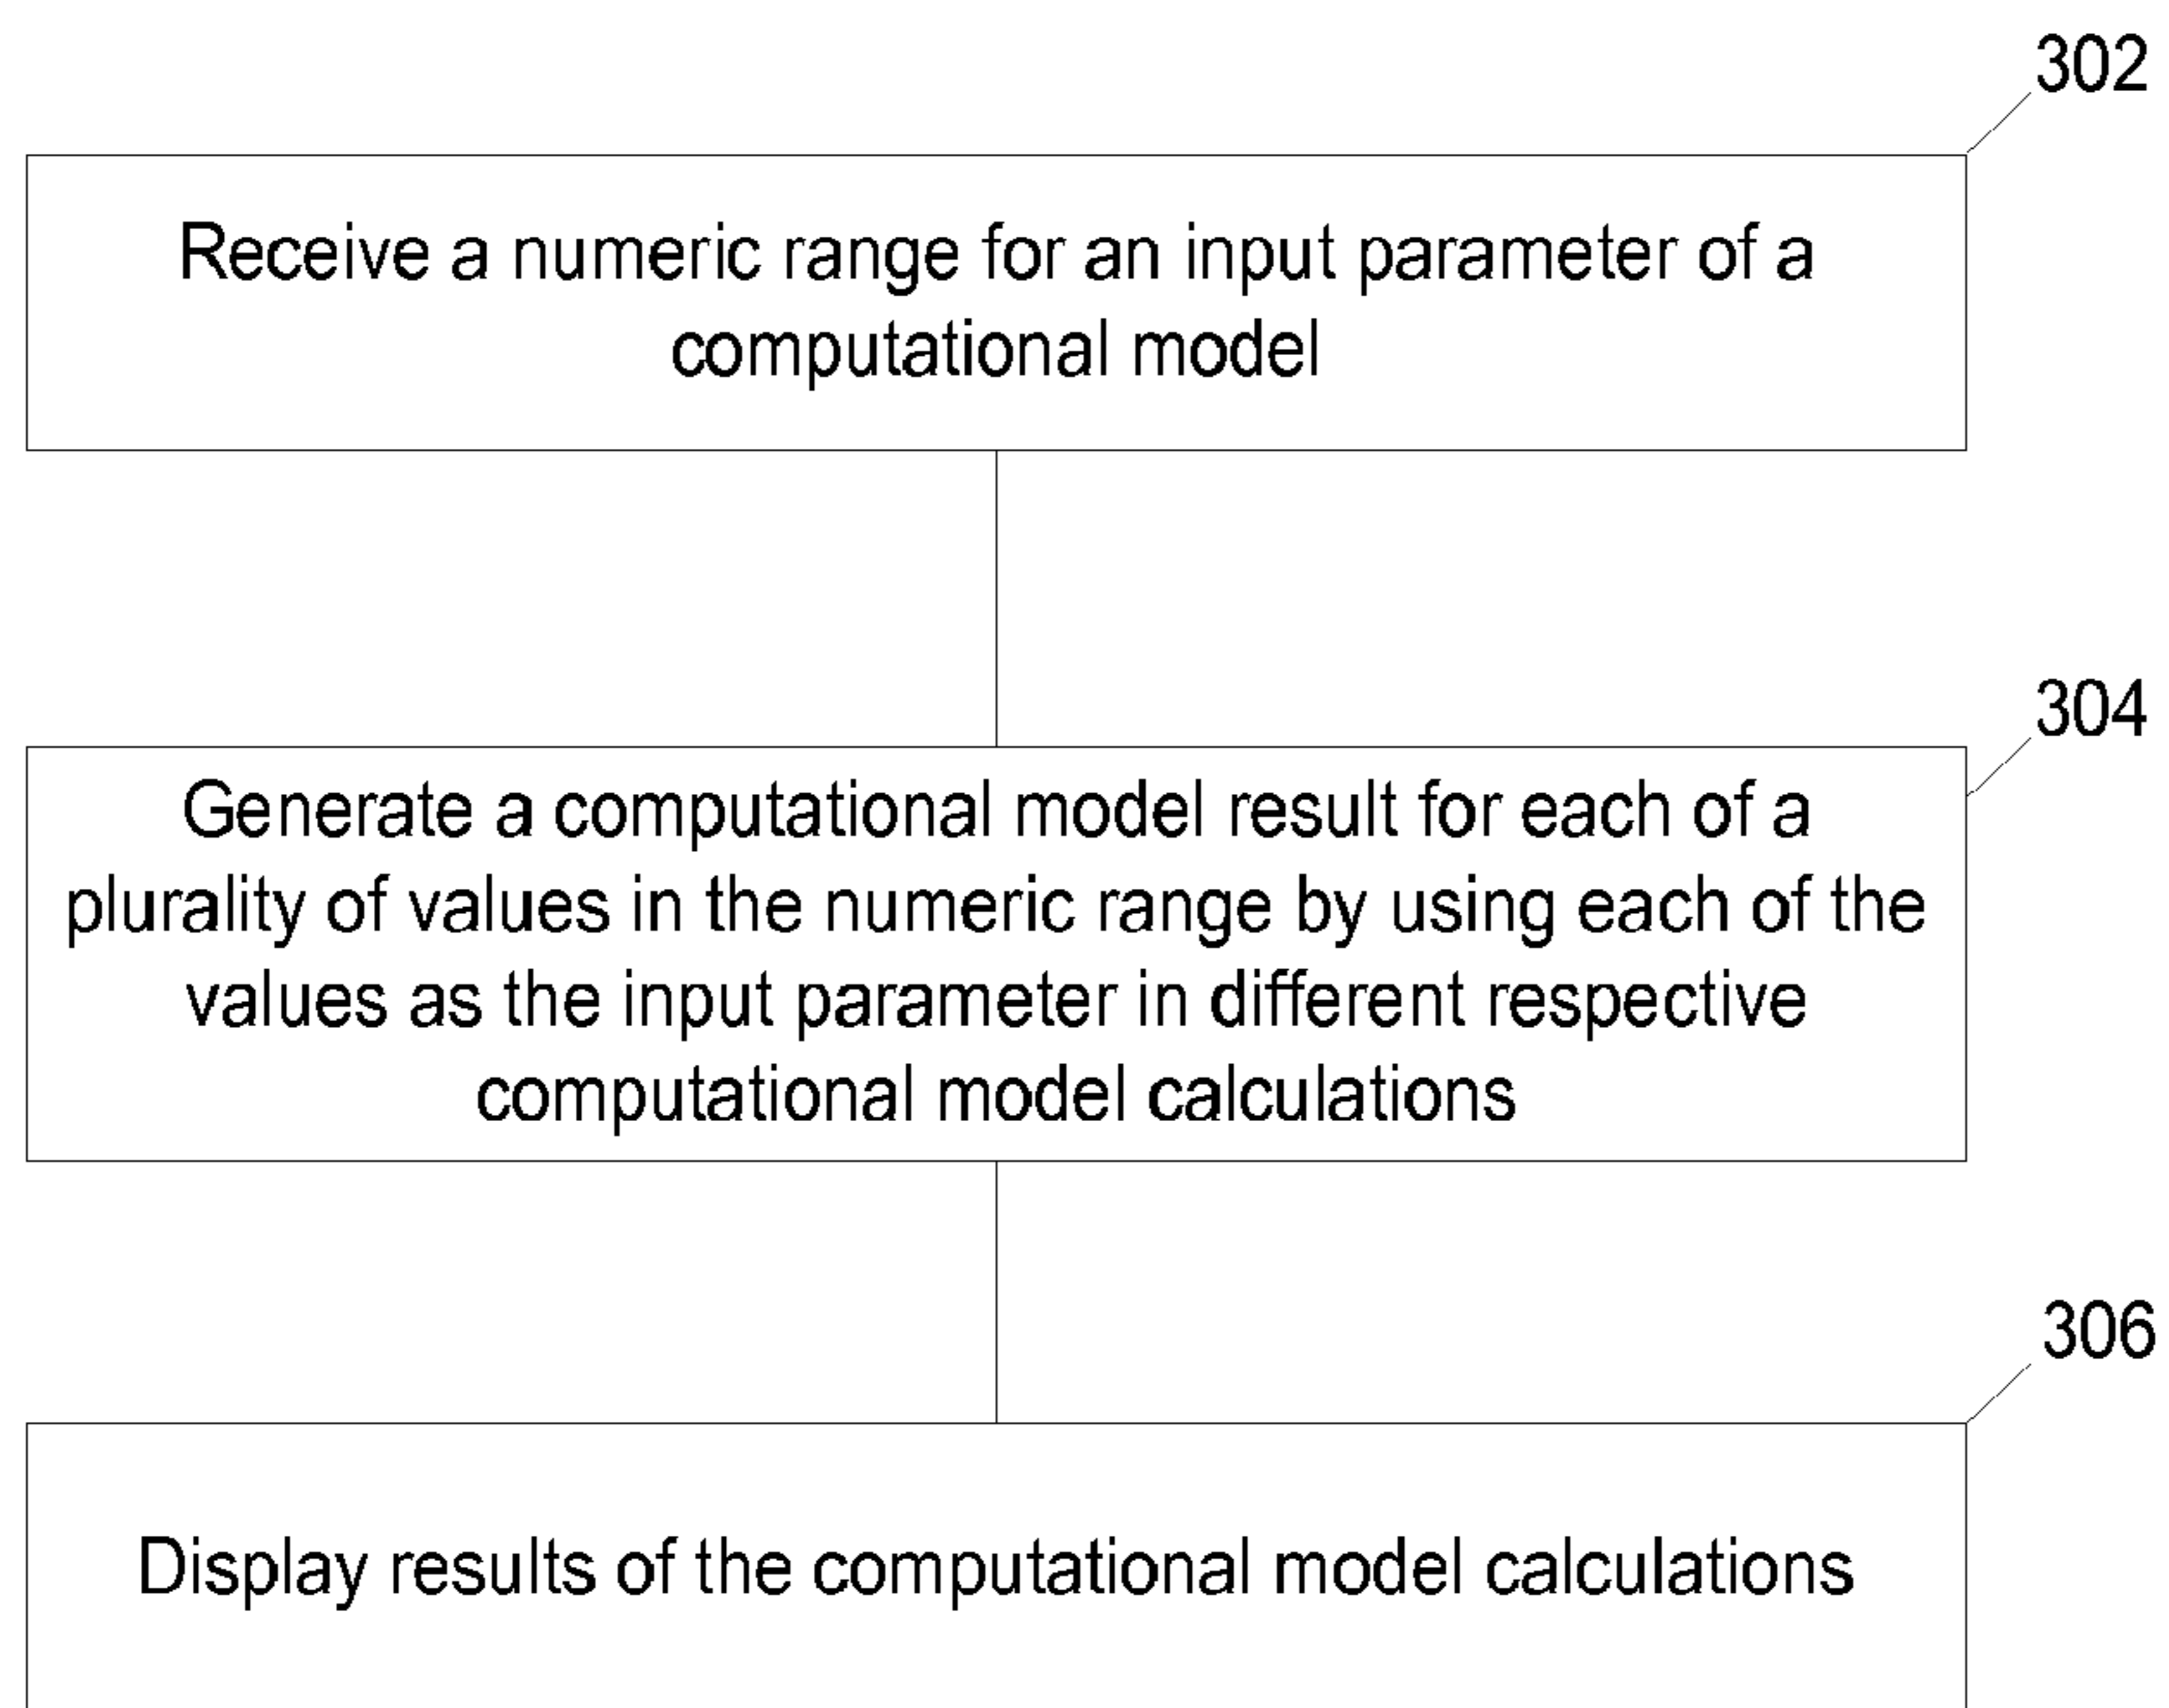 302
Receive a numeric range for an input parameter of a
computational model
304
Generate a computational model result for each of a
plurality of values in the numeric range by using each of the
values as the input parameter in different respective
computational model calculations
306
Display results of the computational model calculations